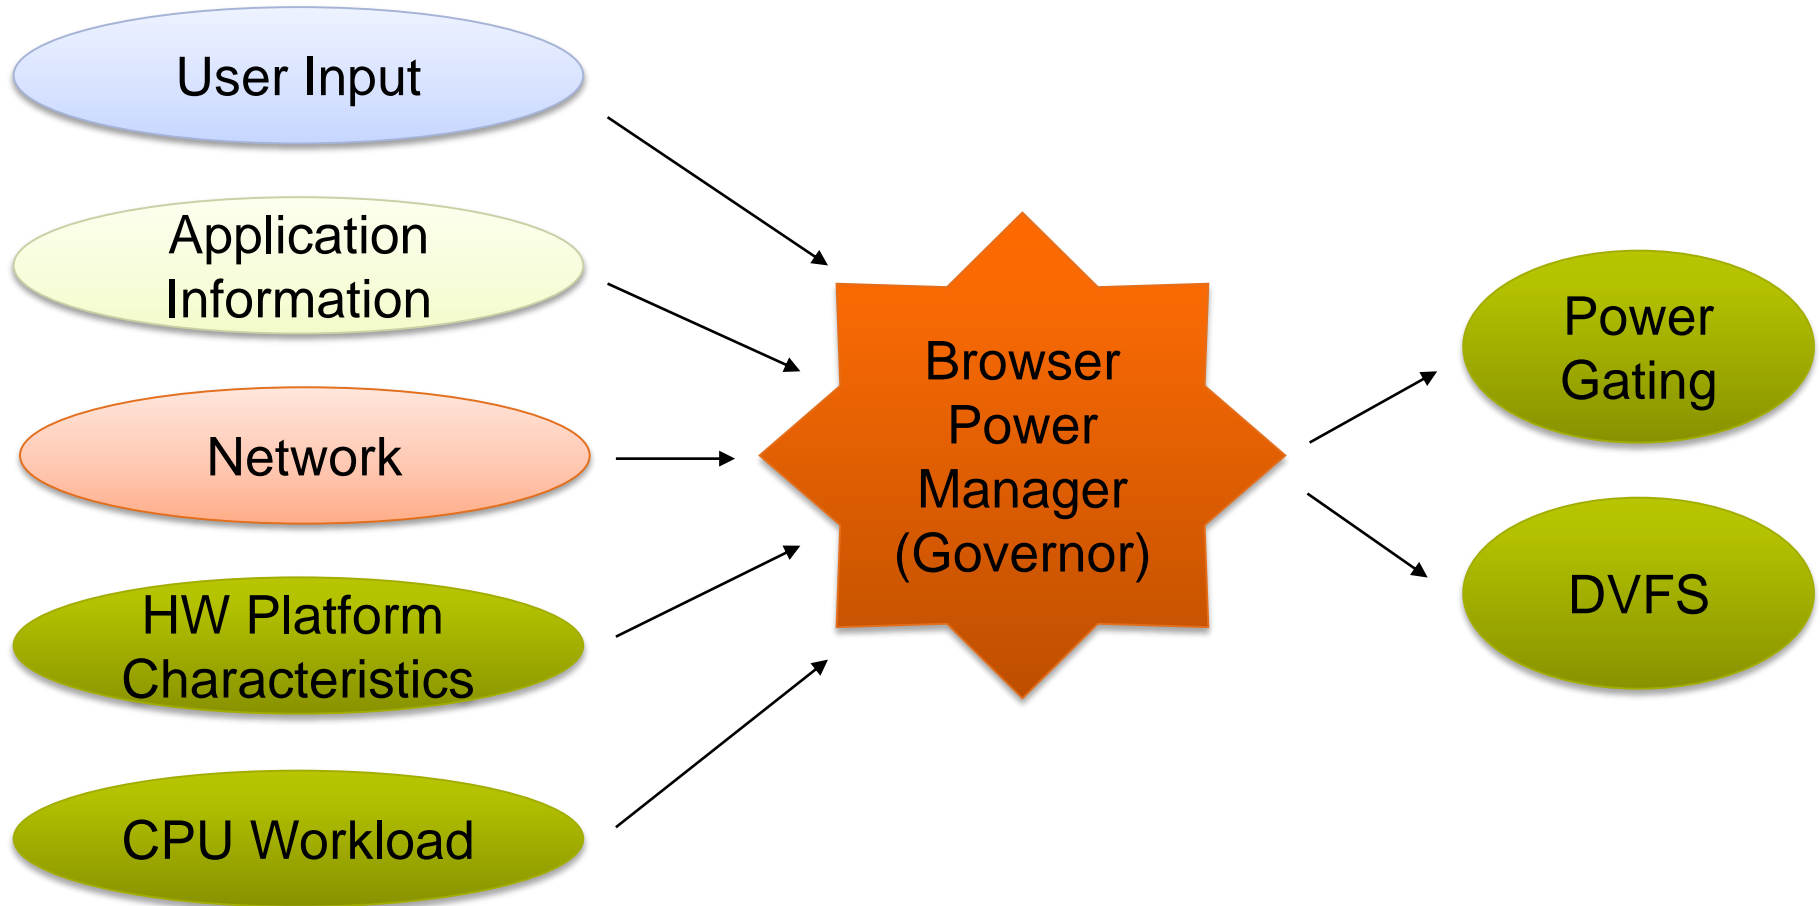 User Input
Application
Information
Network
HW Platform
Characteristics
CPU Workload
Browser
Power
Manager
(Governor)
Power
Gating
DVFS